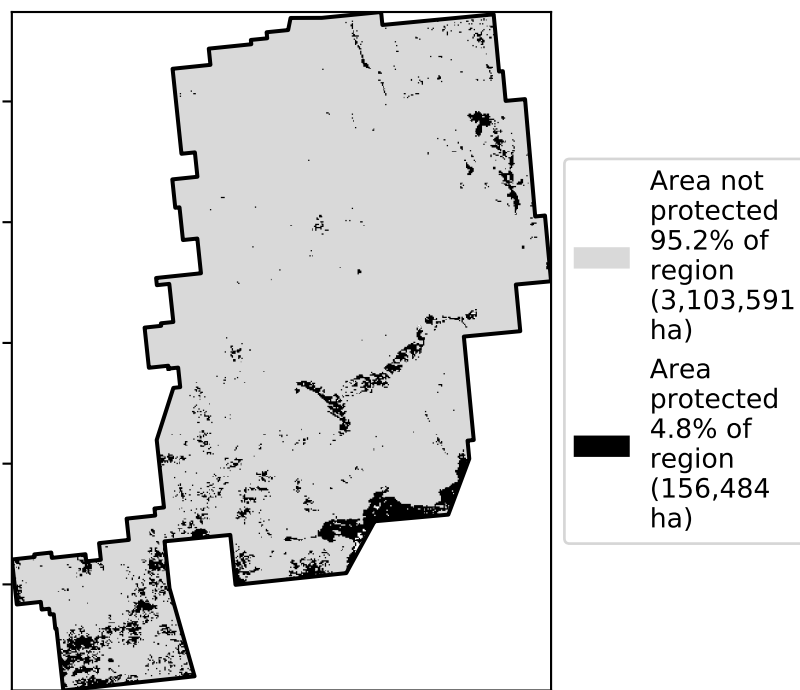 Area not
protected
95.2% of
region
(3,103,591
ha)
Area
protected
4.8% of
region
(156,484
ha)